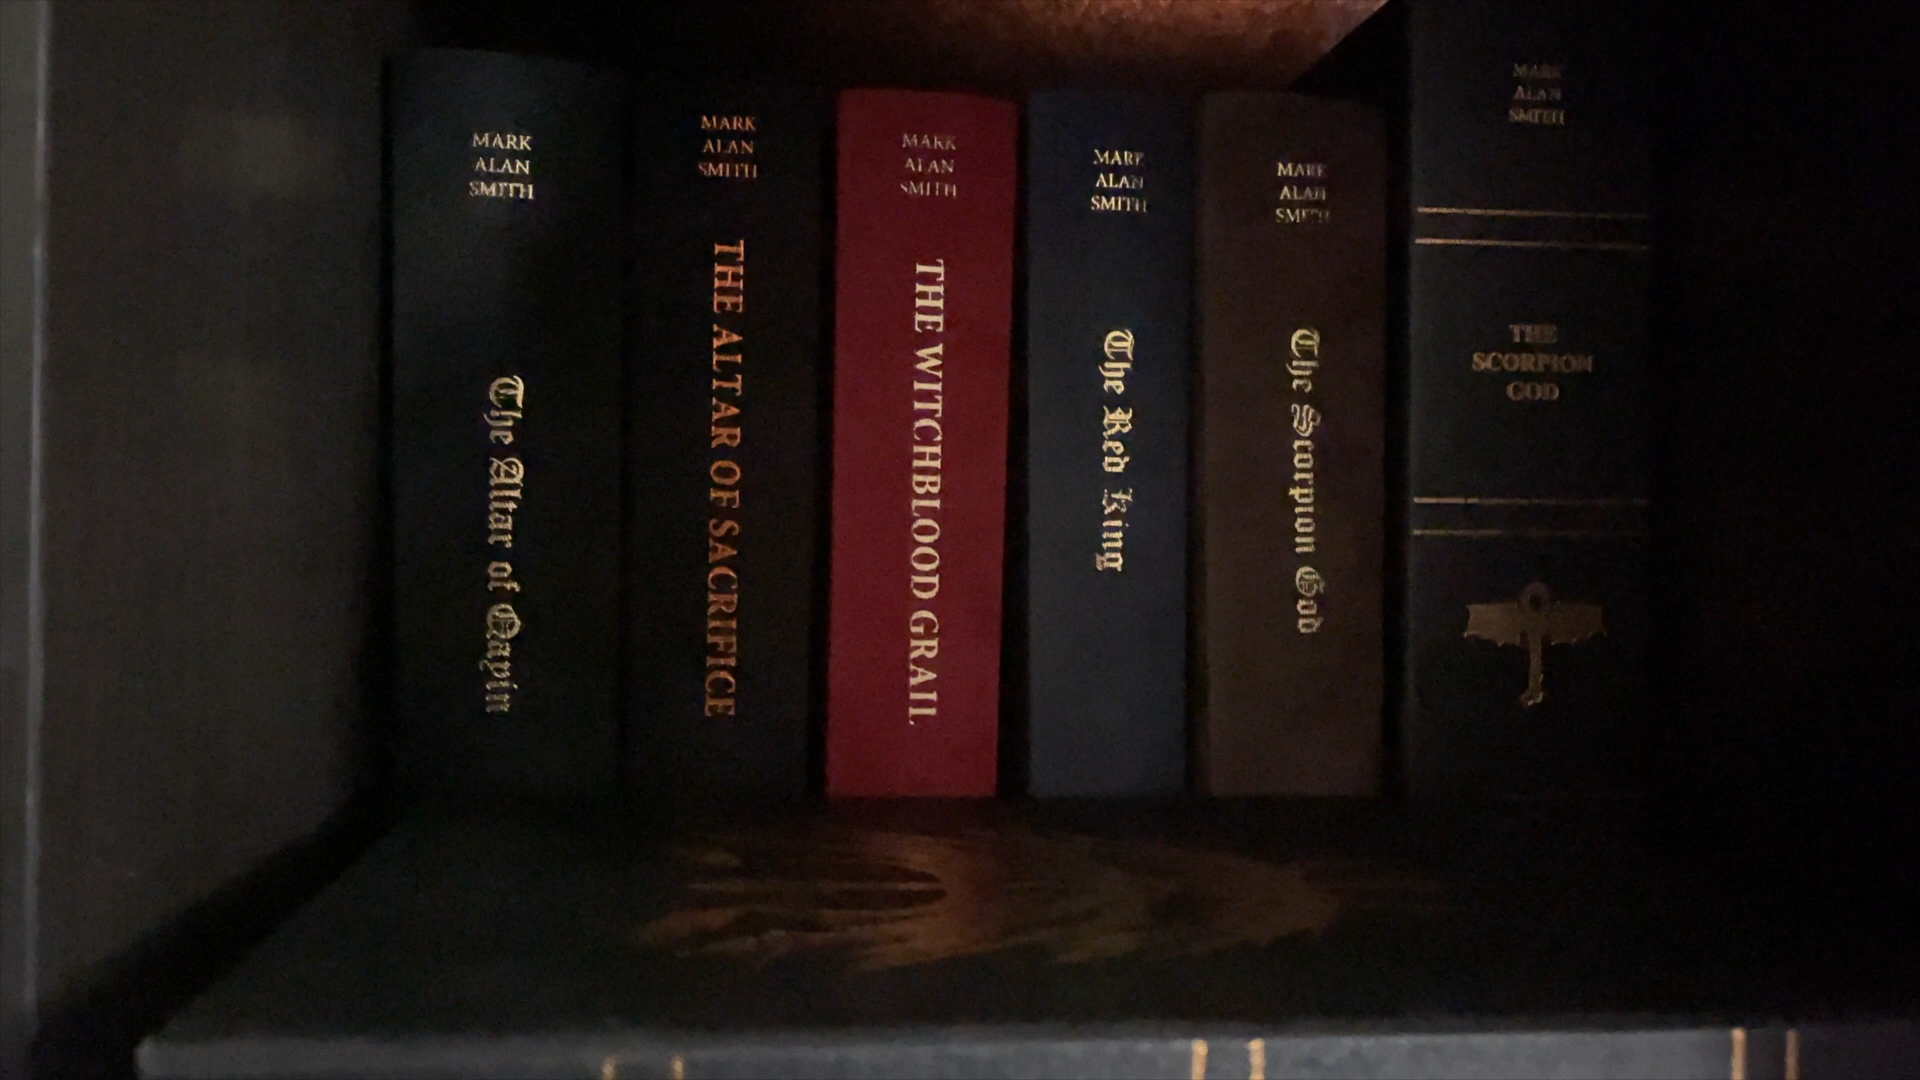 MARK
ALAN
SMITH
The Altar of Qayin
MARK
ALAN
SMITH
THE ALTAR OF SACRIFICE
MARK
ALAN
SMITH
THE WITCHBLOOD GRAIL
MARK
ALAN
SMITH
The Red King
MARK
ALAN
SMITH
The Scorpion God
MARK
ALAN
SMITH
THE
SCORPION
GOD